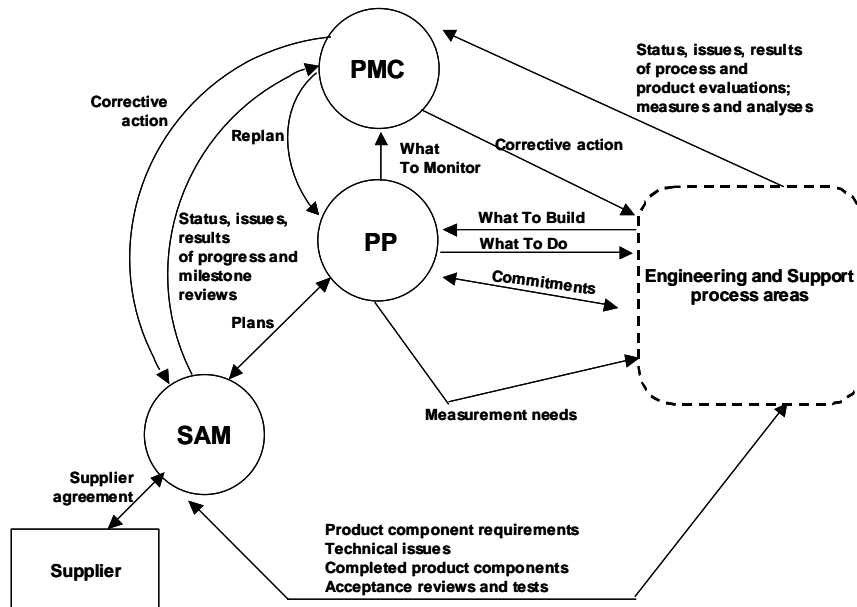 PMC
Status, issues, results
of process and
product evaluations;
measures and analyses
Corrective
action
Replan
What
To Monitor
Corrective action
Status, issues,
results
of progress and
milestone
reviews
PP
What To Build
What To Do
Commitments
Engineering and Support
process areas
Plans
Measurement needs
SAM
Supplier
agreement
Supplier
Product component requirements
Technical issues
Completed product components
Acceptance reviews and tests